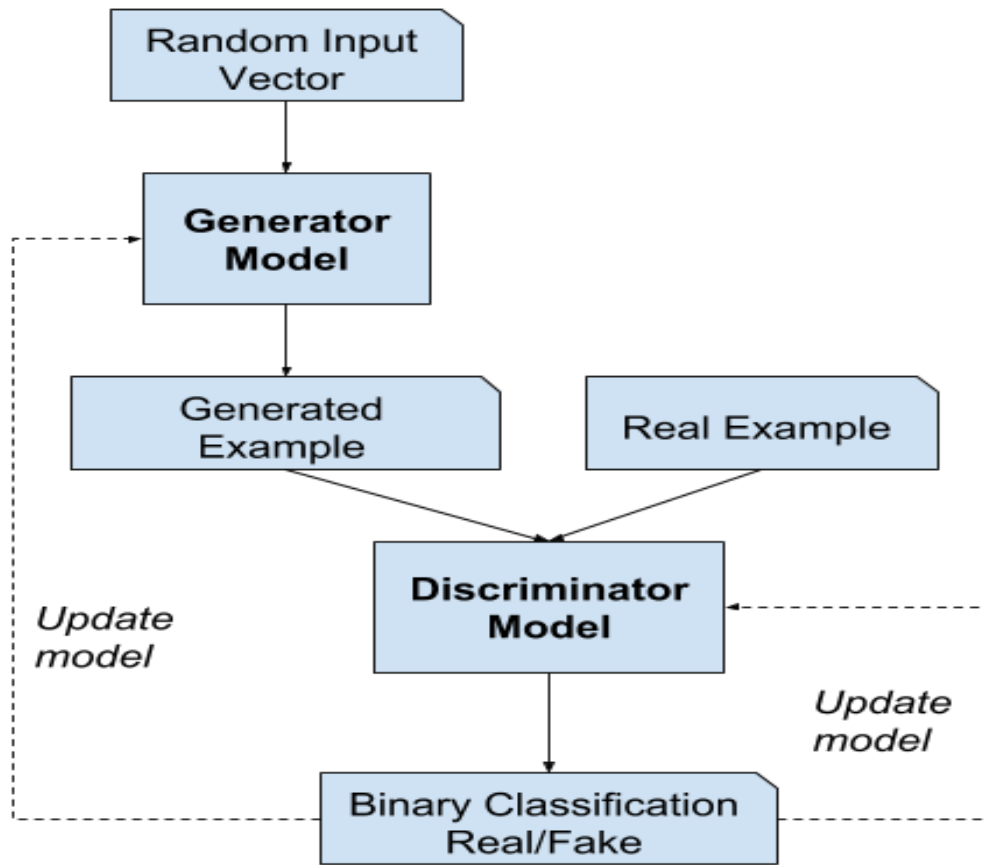 Random Input
Vector
Generator
Model
Generated
Example
Real Example
Discriminator
Model
Update
model
Update
model
Binary Classification
Real/Fake